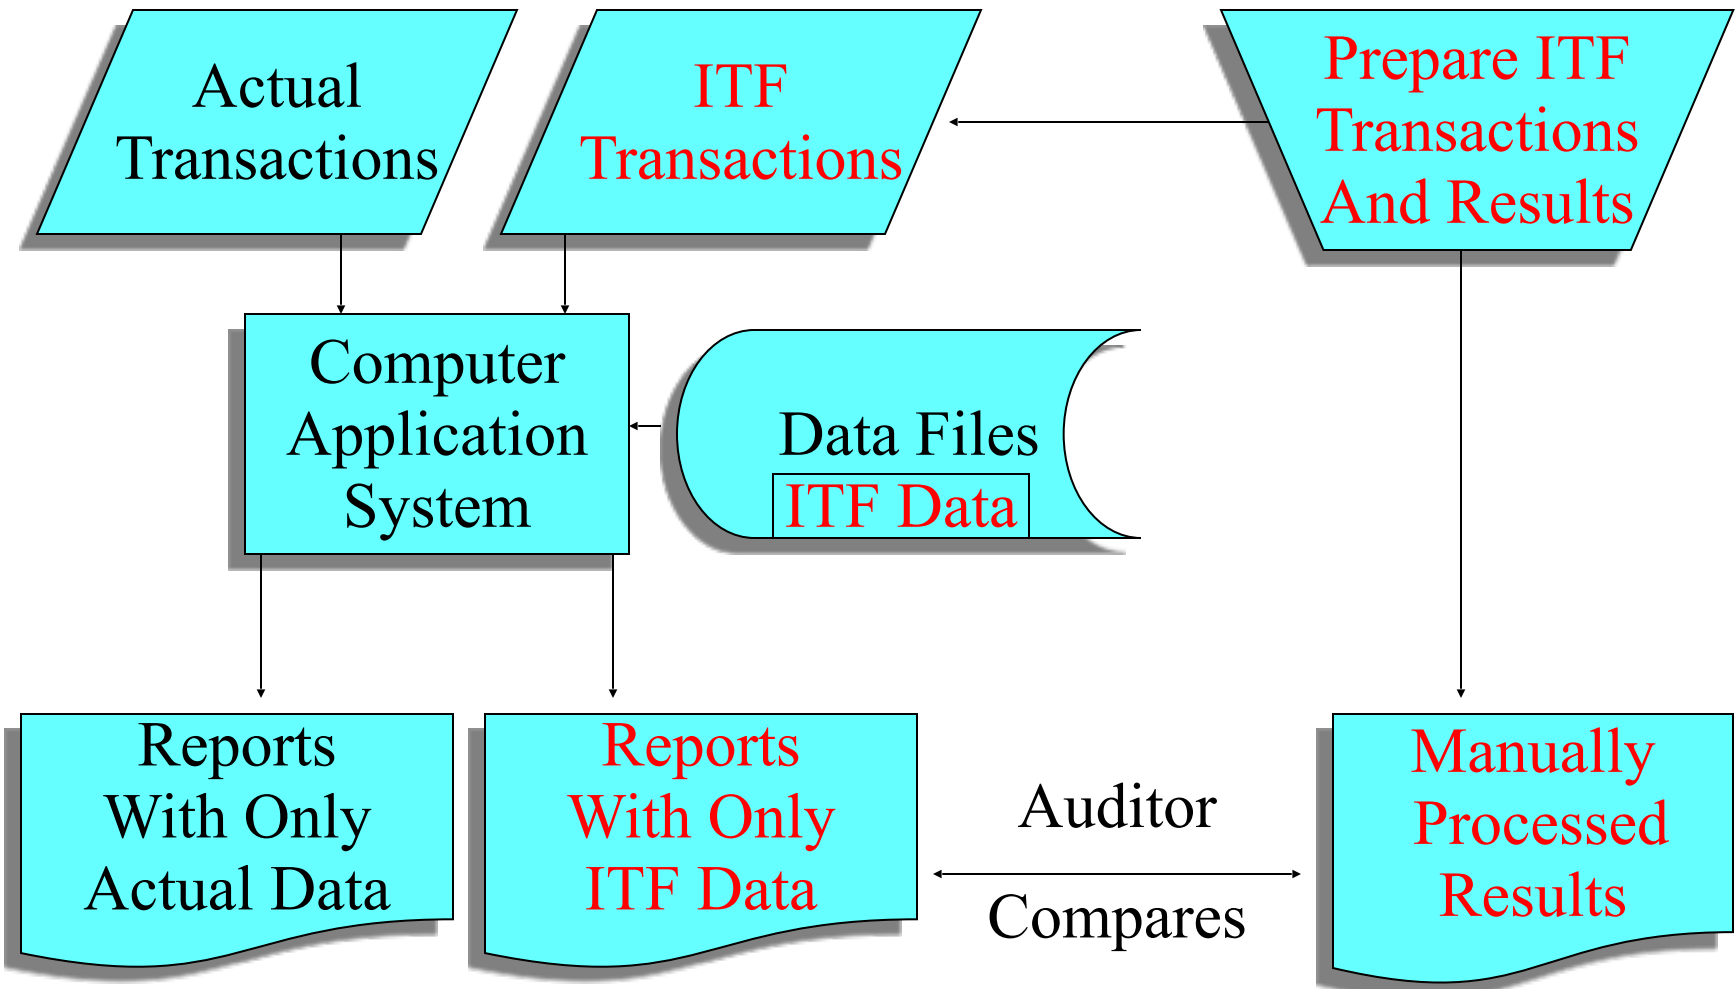 Actual
Transactions
ITF
Transactions
Prepare ITF
Transactions
And Results
Computer
Application
System
Data Files
ITF Data
Reports
With Only
Actual Data
Reports
With Only
ITF Data
Auditor
Compares
Manually
Processed
Results